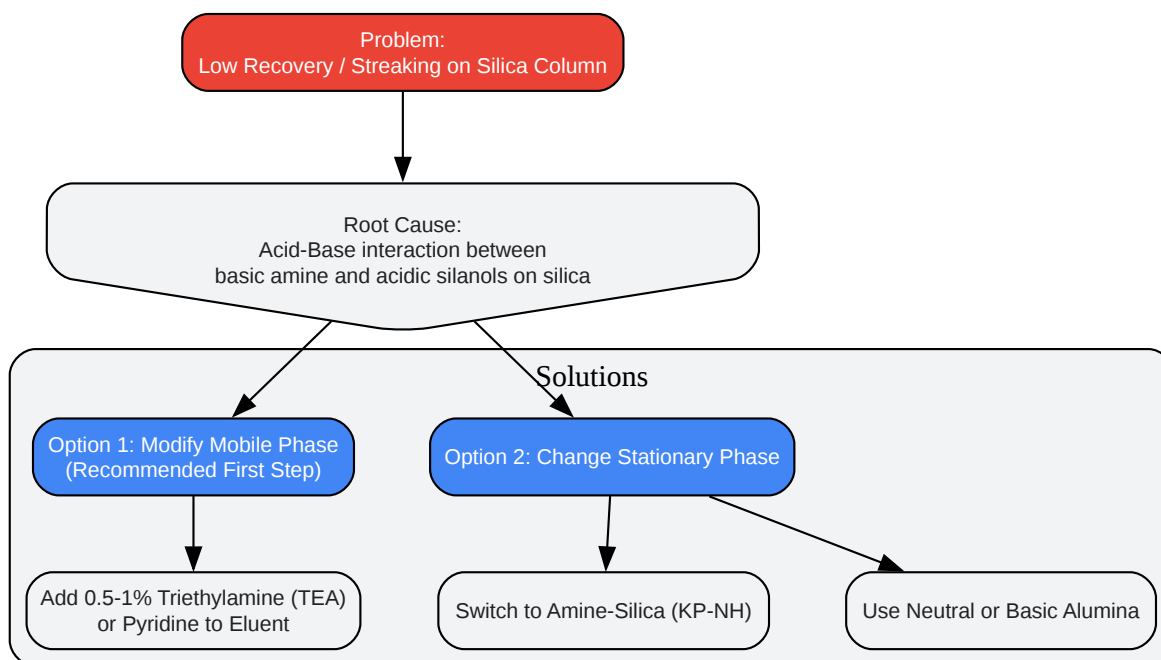 Problem:
Low Recovery / Streaking on Silica Column
Root Cause:
Acid-Base interaction between
basic amine and acidic silanols on silica
Solutions
Option 1: Modify Mobile Phase
(Recommended First Step)
Option 2: Change Stationary Phase
Add 0.5-1% Triethylamine (TEA)
or Pyridine to Eluent
Switch to Amine-Silica (KP-NH)
Use Neutral or Basic Alumina